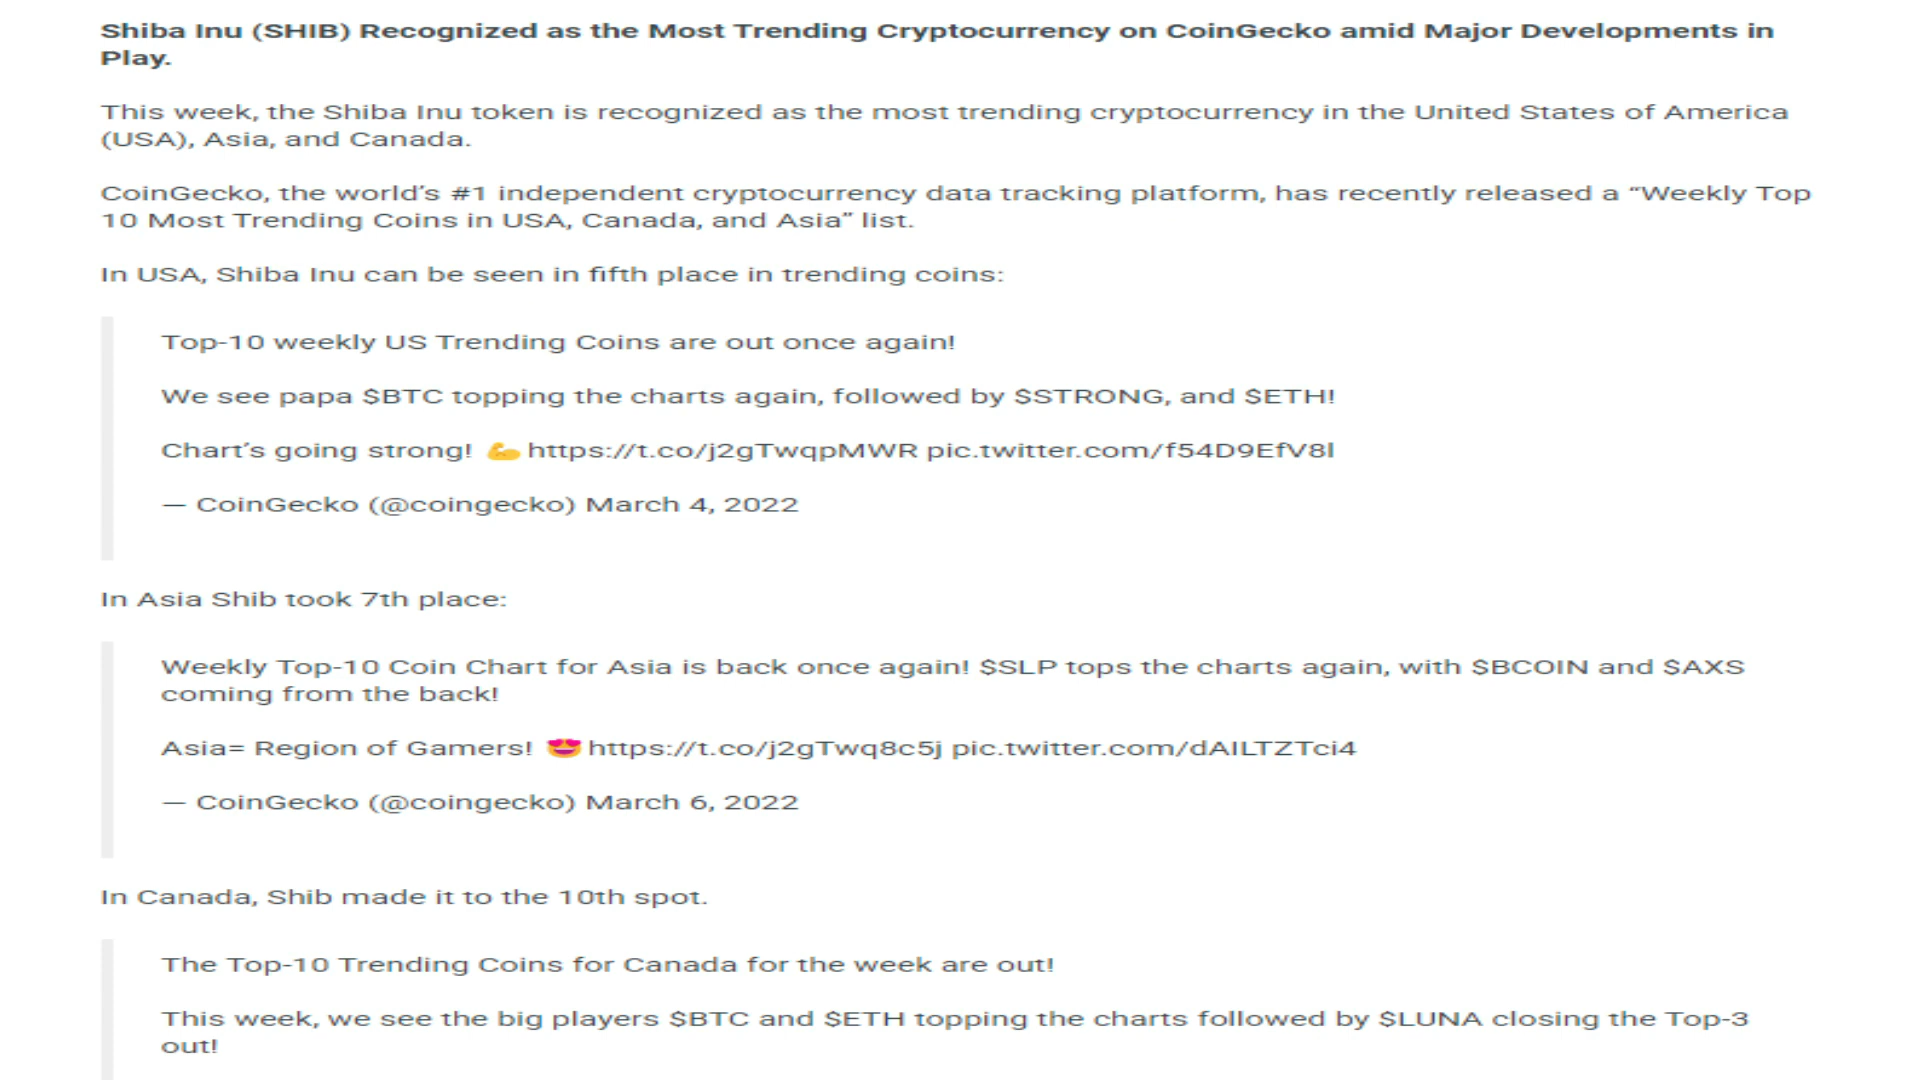 Shiba Inu (SHIB) Recognized as the Most Trending Cryptocurrency on CoinGecko amid Major Developments in
Play.
This week, the Shiba Inu token is recognized as the most trending cryptocurrency in the United States of America
(USA), Asia, and Canada.
CoinGecko, the world’s #1 independent cryptocurrency data tracking platform, has recently released a “Weekly Top
10 Most Trending Coins in USA, Canada, and Asia” list.
In USA, Shiba Inu can be seen in fifth place in trending coins:
Top-10 weekly US Trending Coins are out once again!
We see papa $BTC topping the charts again, followed by $STRONG, and $ETH!
Chart’s going strong! 💪 https://t.co/j2gTwqpMWR pic.twitter.com/f54D9EfV8l
— CoinGecko (@coingecko) March 4, 2022
In Asia Shib took 7th place:
Weekly Top-10 Coin Chart for Asia is back once again! $SLP tops the charts again, with $BCOIN and $AXS
coming from the back!
Asia= Region of Gamers! 😍 https://t.co/j2gTwq8c5j pic.twitter.com/dAILTZTci4
— CoinGecko (@coingecko) March 6, 2022
In Canada, Shib made it to the 10th spot.
The Top-10 Trending Coins for Canada for the week are out!
This week, we see the big players $BTC and $ETH topping the charts followed by $LUNA closing the Top-3
out!